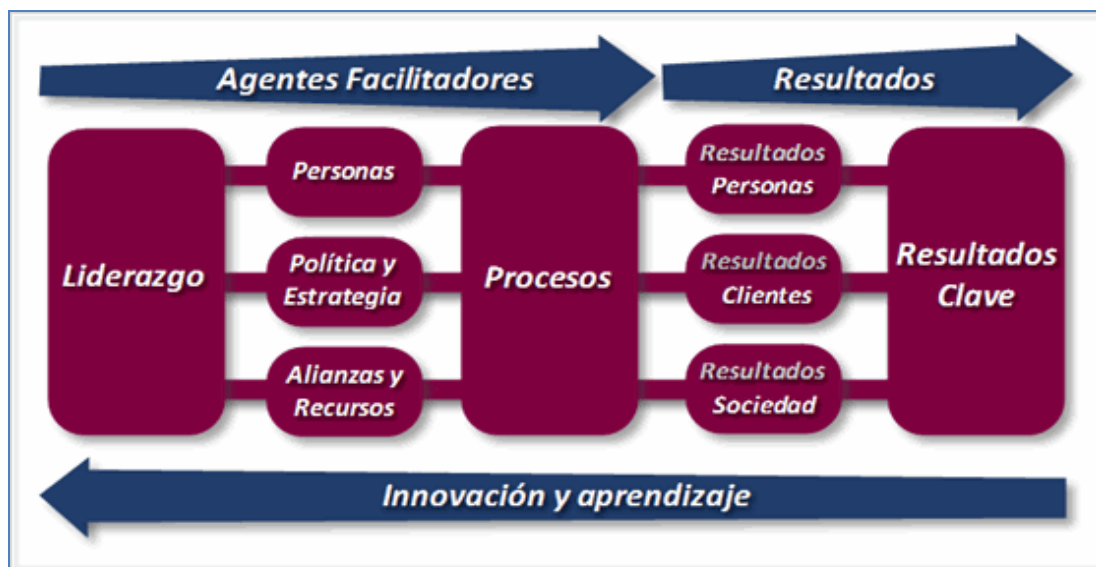 Agentes Facilitadores
Resultados
Liderazgo
Personas
Política y
Estrategia
Alianzas y
Recursos
Procesos
Resultados
Personas
Resultados
Clientes
Resultados
Sociedad
Resultados
Clave
Innovación y aprendizaje